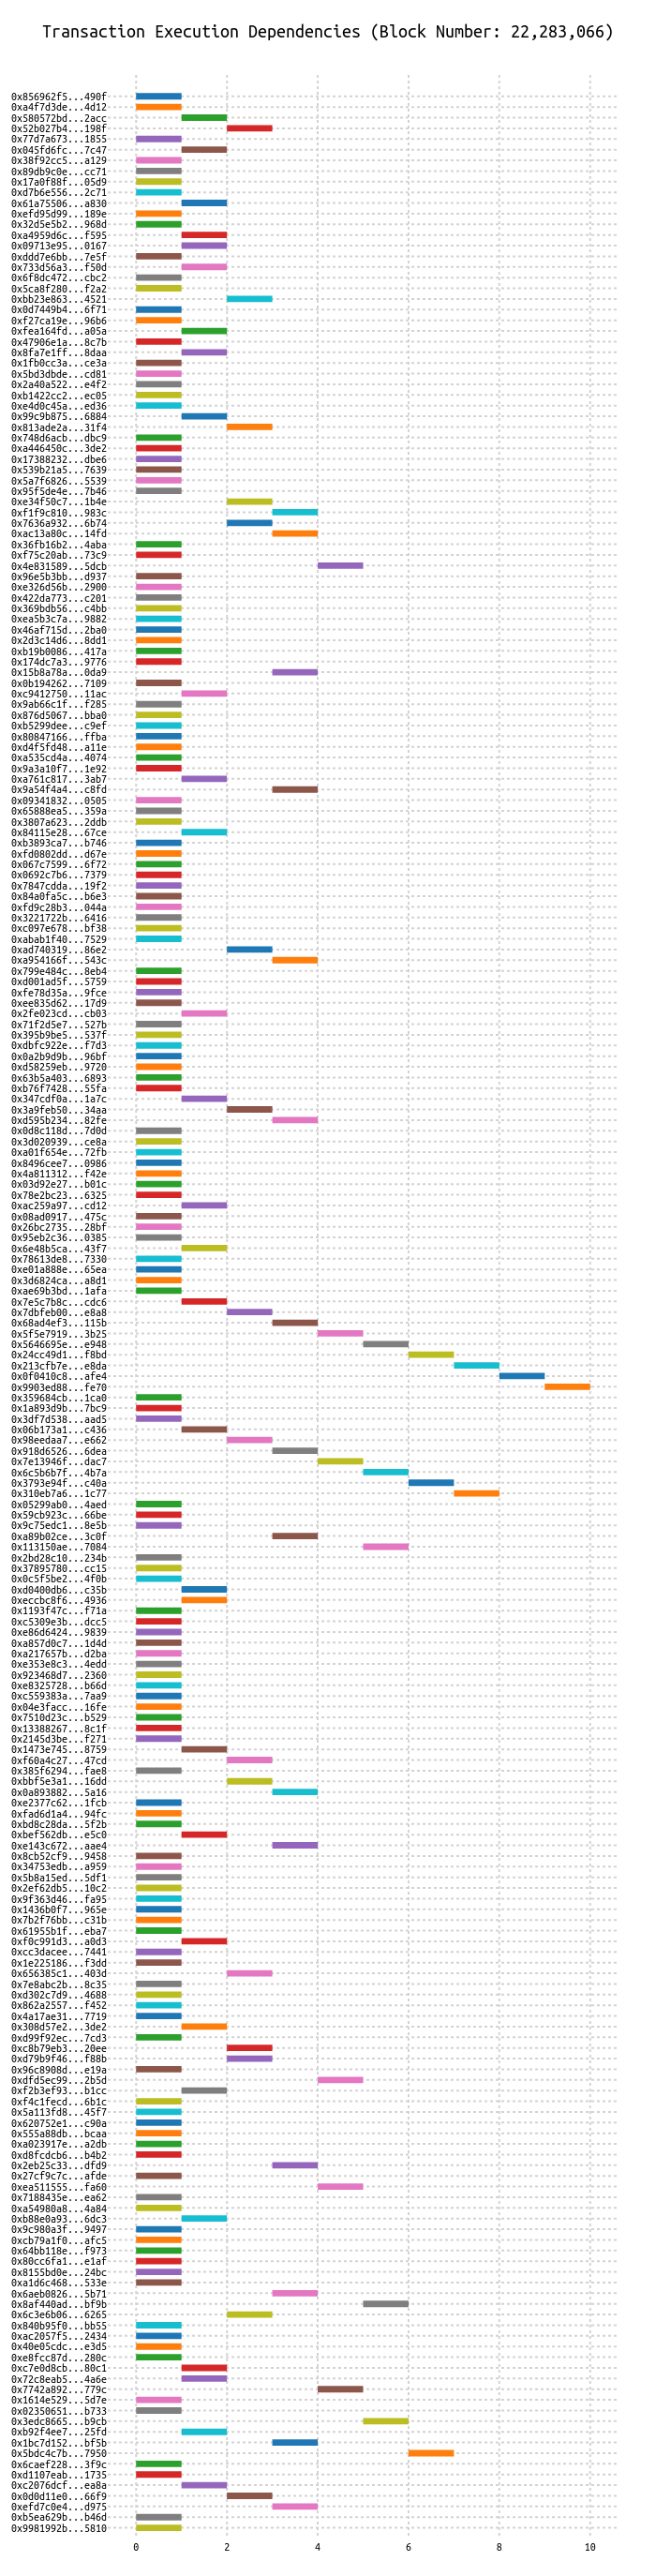 Transaction Execution Dependencies (Block Number: 22,283,066)
0x856962f5...490f
0xa4f7d3de...4d12
0x580572bd...2acc
0x52b027b4...198f
0x77d7a673...1855
0x045fd6fc...7c47
0x38f92cc5...a129
0x89db9c0e...cc71
0x17a0f88f...05d9
0xd7b6e556...2c71
0x61a75506...a830
0xefd95d99...189e
0x32d5e5b2...968d
0xa4959d6c...f595
0x09713e95...0167
0xddd7e6bb...7e5f
0x733d56a3...f50d
0x6f8dc472...cbc2
0x5ca8f280...f2a2
0xbb23e863...4521
0x0d7449b4...6f71
0xf27ca19e...96b6
0xfea164fd...a05a
0x47906e1a...8c7b
0x8fa7e1ff...8daa
0x1fb0cc3a...ce3a
0x5bd3dbde...cd81
0x2a40a522...e4f2
0xb1422cc2...ec05
0xe4d0c45a...ed36
0x99c9b875...6884
0x813ade2a...31f4
0x748d6acb...dbc9
0xa446450c...3de2
0x17388232...dbe6
0x539b21a5...7639
0x5a7f6826...5539
0x95f5de4e...7b46
0xe34f50c7...1b4e
0xf1f9c810...983c
0x7636a932...6b74
0xac13a80c...14fd
0x36fb16b2...4aba
0xf75c20ab...73c9
0x4e831589...5dcb
0x96e5b3bb...d937
0xe326d56b...2900
0x422da773...c201
0x369bdb56...c4bb
0xea5b3c7a...9882
0x46af715d...2ba0
0x2d3c14d6...8dd1
0xb19b0086...417a
0x174dc7a3...9776
0x15b8a78a...0da9
0x0b194262...7109
0xc9412750...11ac
0x9ab66c1f...f285
0x876d5067...bba0
0xb5299dee...c9ef
0x80847166...ffba
0xd4f5fd48...a11e
0xa535cd4a...4074
0x9a3a10f7...1e92
0xa761c817...3ab7
0x9a54f4a4...c8fd
0x09341832...0505
0x65888ea5...359a
0x3807a623...2ddb
0x84115e28...67ce
0xb3893ca7...b746
0xfd0802dd...d67e
0x067c7599...6f72
0x0692c7b6...7379
0x7847cdda...19f2
0x84a0fa5c...b6e3
0xfd9c28b3...044a
0x3221722b...6416
0xc097e678...bf38
0xabab1f40...7529
0xad740319...86e2
0xa954166f...543c
0x799e484c...8eb4
0xd001ad5f...5759
0xfe78d35a...9fce
0xee835d62...17d9
0x2fe023cd...cb03
0x71f2d5e7...527b
0x395b9be5...537f
0xdbfc922e...f7d3
0x0a2b9d9b...96bf
0xd58259eb...9720
0x63b5a403...6893
0xb76f7428...55fa
0x347cdf0a...1a7c
0x3a9feb50...34aa
0xd595b234...82fe
0x0d8c118d...7d0d
0x3d020939...ce8a
0xa01f654e...72fb
0x8496cee7...0986
0x4a811312...f42e
0x03d92e27...b01c
0x78e2bc23...6325
0xac259a97...cd12
0x08ad0917...475c
0x26bc2735...28bf
0x95eb2c36...0385
0x6e48b5ca...43f7
0x78613de8...7330
0xe01a888e...65ea
0x3d6824ca...a8d1
0xae69b3bd...1afa
0x7e5c7b8c...cdc6
0x7dbfeb00...e8a8
0x68ad4ef3...115b
0x5f5e7919...3b25
0x5646695e...e948
0x24cc49d1...f8bd
0x213cfb7e...e8da
0x0f0410c8...afe4
0x9903ed88...fe70
0x359684cb...1ca0
0x1a893d9b...7bc9
0x3df7d538...aad5
0x06b173a1...c436
0x98eedaa7...e662
0x918d6526...6dea
0x7e13946f...dac7
0x6c5b6b7f...4b7a
0x3793e94f...c40a
0x310eb7a6...1c77
0x05299ab0...4aed
0x59cb923c...66be
0x9c75edc1...8e5b
0xa89b02ce...3c0f
0x113150ae...7084
0x2bd28c10...234b
0x37895780...cc15
0x0c5f5be2...4f0b
0xd0400db6...c35b
0xeccbc8f6...4936
0x1193f47c...f71a
0xc5309e3b...dcc5
0xe86d6424...9839
0xa857d0c7...1d4d
0xa217657b...d2ba
0xe353e8c3...4edd
0x923468d7...2360
0xe8325728...b66d
0xc559383a...7aa9
0x04e3facc...16fe
0x7510d23c...b529
0x13388267...8c1f
0x2145d3be...f271
0x1473e745...8759
0xf60a4c27...47cd
0x385f6294...fae8
0xbbf5e3a1...16dd
0x0a893882...5a16
0xe2377c62...1fcb
0xfad6d1a4...94fc
0xbd8c28da...5f2b
0xbef562db...e5c0
0xe143c672...aae4
0x8cb52cf9...9458
0x34753edb...a959
0x5b8a15ed...5df1
0x2ef62db5...10c2
0x9f363d46...fa95
0x1436b0f7...965e
0x7b2f76bb...c31b
0x61955b1f...eba7
0xf0c991d3...a0d3
0xcc3dacee...7441
0x1e225186...f3dd
0x656385c1...403d
0x7e8abc2b...8c35
0xd302c7d9...4688
0x862a2557...f452
0x4a17ae31...7719
0x308d57e2...3de2
0xd99f92ec...7cd3
0xc8b79eb3...20ee
0xd79b9f46...f88b
0x96c8908d...e19a
0xdfd5ec99...2b5d
0xf2b3ef93...b1cc
0xf4c1fecd...6b1c
0x5a113fd8...45f7
0x620752e1...c90a
0x555a88db...bcaa
0xa023917e...a2db
0xd8fcdcb6...b4b2
0x2eb25c33...dfd9
0x27cf9c7c...afde
0xea511555...fa60
0x7188435e...ea62
0xa54980a8...4a84
0xb88e0a93...6dc3
0x9c980a3f...9497
0xcb79a1f0...afc5
0x64bb118e...f973
0x80cc6fa1...e1af
0x8155bd0e...24bc
0xa1d6c468...533e
0x6aeb0826...5b71
0x8af440ad...bf9b
0x6c3e6b06...6265
0x840b95f0...bb55
0xac2057f5...2434
0x40e05cdc...e3d5
0xe8fcc87d...280c
0xc7e0d8cb...80c1
0x72c8eab5...4a6e
0x7742a892...779c
0x1614e529...5d7e
0x02350651...b733
0x3edc8665...b9cb
0xb92f4ee7...25fd
0x1bc7d152...bf5b
0x5bdc4c7b...7950
0x6caef228...3f9c
0xd1107eab...1735
0xc2076dcf...ea8a
0x0d0d11e0...66f9
0xefd7c0e4...d975
0xb5ea629b...b46d
0x9981992b...5810
0 2 4 6 8 10